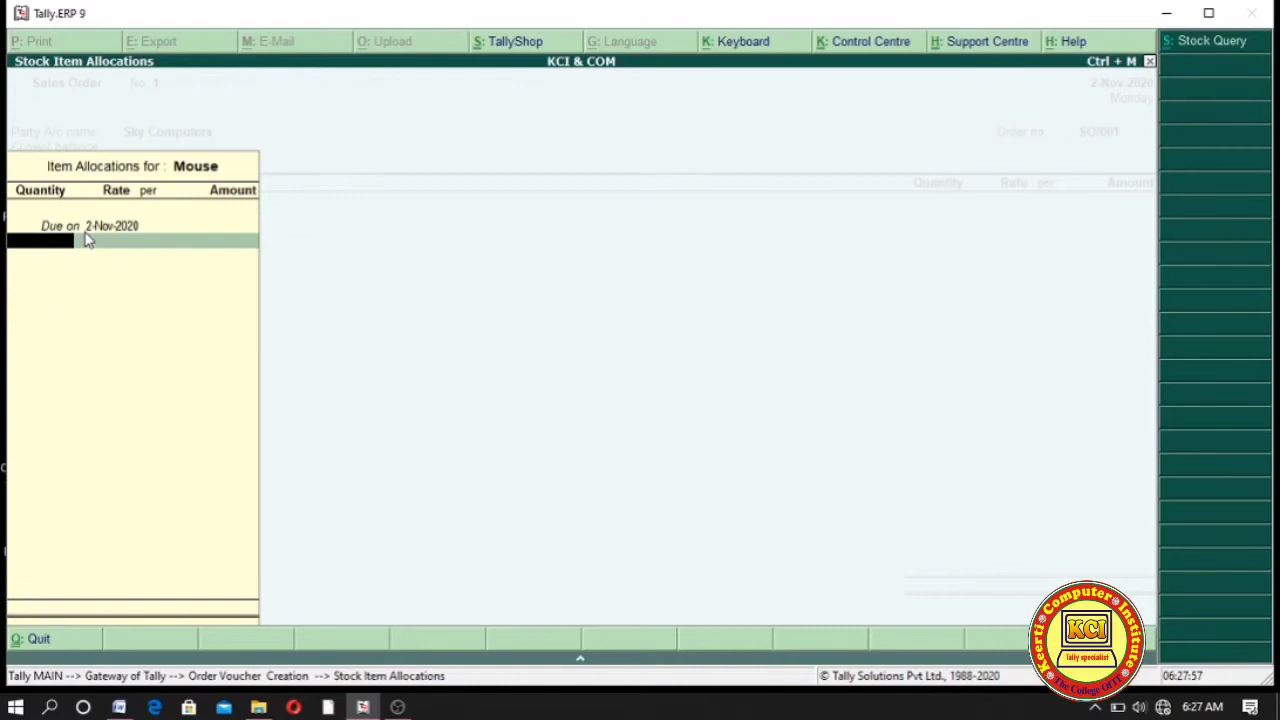 Tally.ERP 9
P: Print E: Export M: E-Mail O: Upload S: TallyShop G: Language K: Keyboard K: Control Centre H: Support Centre H: Help S: Stock Query
Stock Item Allocations KCI & COM Ctrl + M
Sales Order No. 1 2-Nov-2020
Monday
Party A/c name Sky Computers Order no. SO/001
Current balance
Item Allocations for : Mouse
Quantity Rate per Amount
Quantity Rate per Amount
Due on 2-Nov-2020
Keerti Computer Institute
KCI
Tally specialist
The College Of IT
Q: Quit
Tally MAIN --> Gateway of Tally --> Order Voucher Creation --> Stock Item Allocations © Tally Solutions Pvt Ltd., 1988-2020 06:27:57
6:27 AM